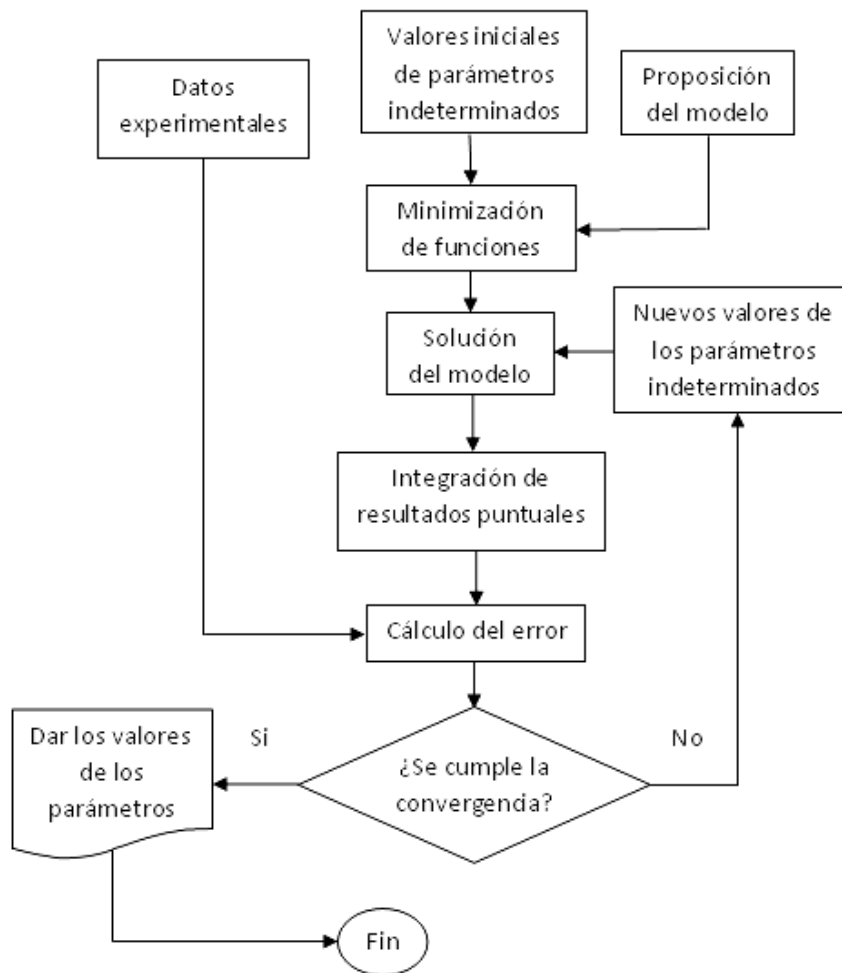 Valores iniciales
de parámetros
indeterminados
Datos
experimentales
Proposición
del modelo
Minimización
de funciones
Nuevos valores de
los parámetros
indeterminados
Solución
del modelo
Integración de
resultados puntuales
Cálculo del error
Dar los valores
de los
parámetros
Si
¿Se cumple la
convergencia?
No
Fin